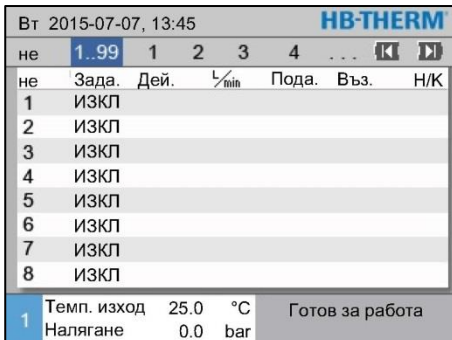 Вт 2015-07-07, 13:45 HB-THERM
не 1..99 1 2 3 4 ...
не Зада. Дей. L/min Пода. Въз. Н/К
1 ИЗКЛ
2 ИЗКЛ
3 ИЗКЛ
4 ИЗКЛ
5 ИЗКЛ
6 ИЗКЛ
7 ИЗКЛ
8 ИЗКЛ
1 Темп. изход 25.0 °C Готов за работа
Налягане 0.0 bar